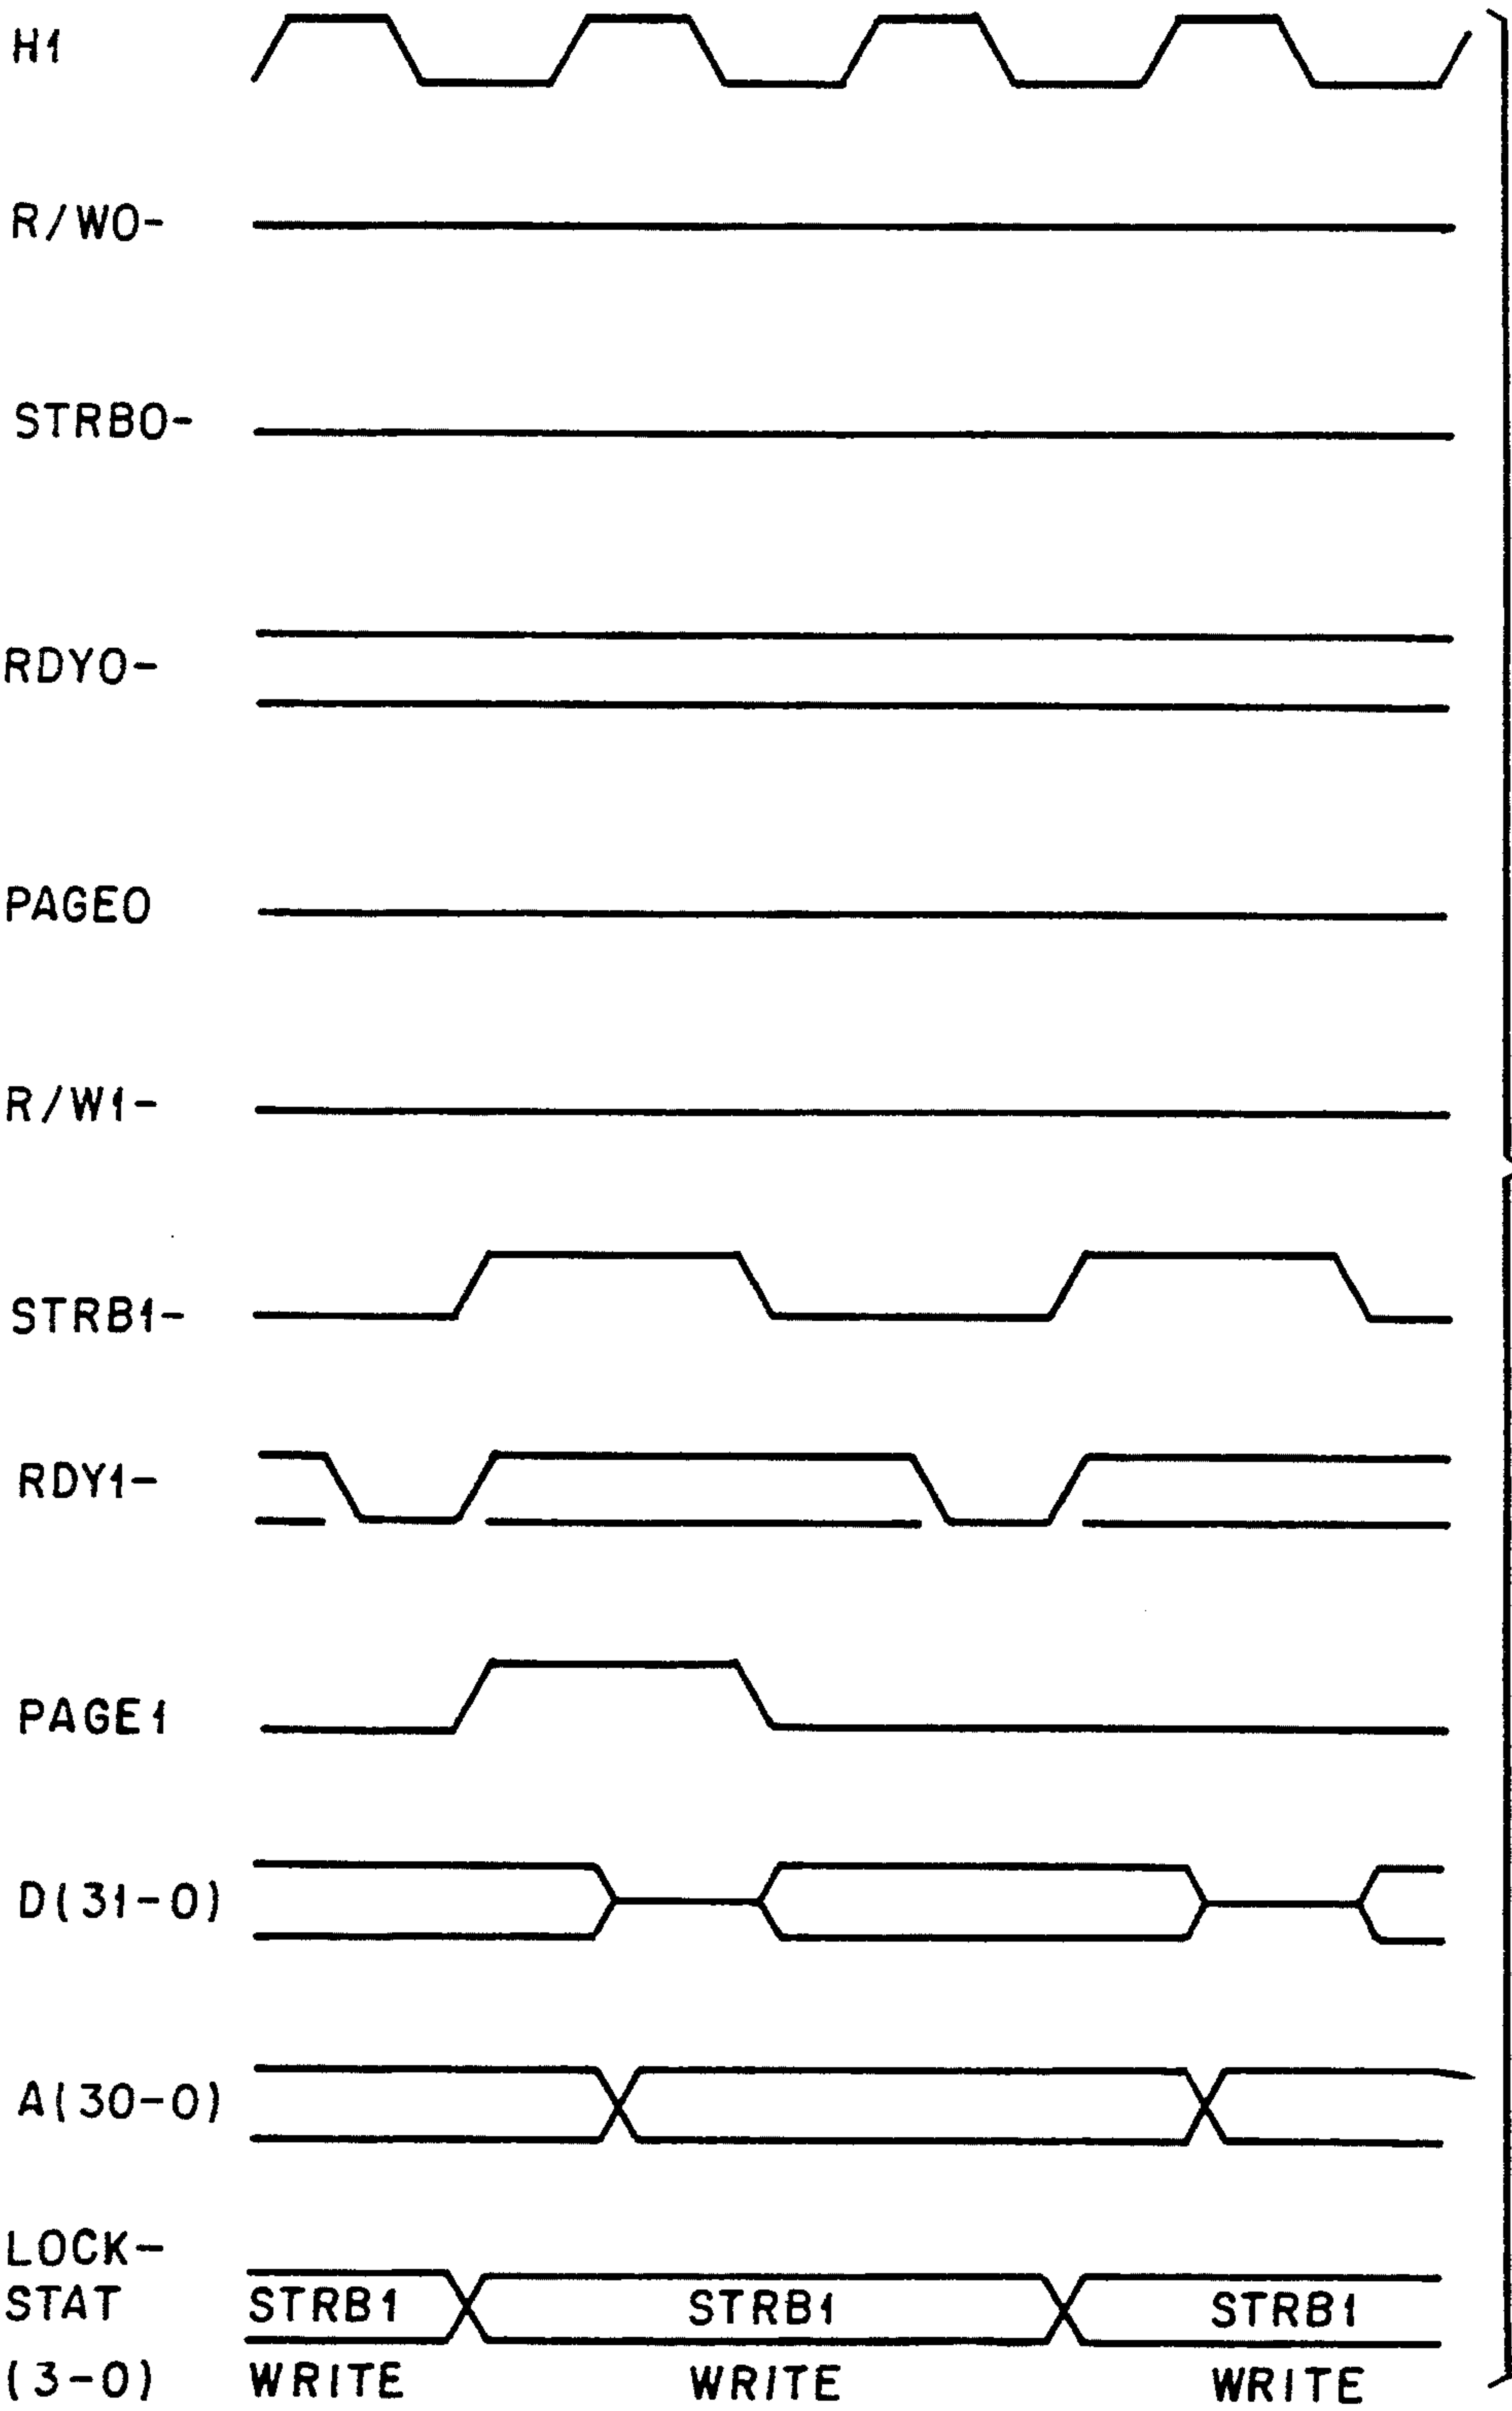 H1
R/W0-
STRB0-
RDY0-
PAGE0
R/W1-
STRB1-
RDY1-
PAGE1
D(31-0)
A(30-0)
LOCK-
STAT STRB1 STRB1 STRB1
(3-0) WRITE WRITE WRITE